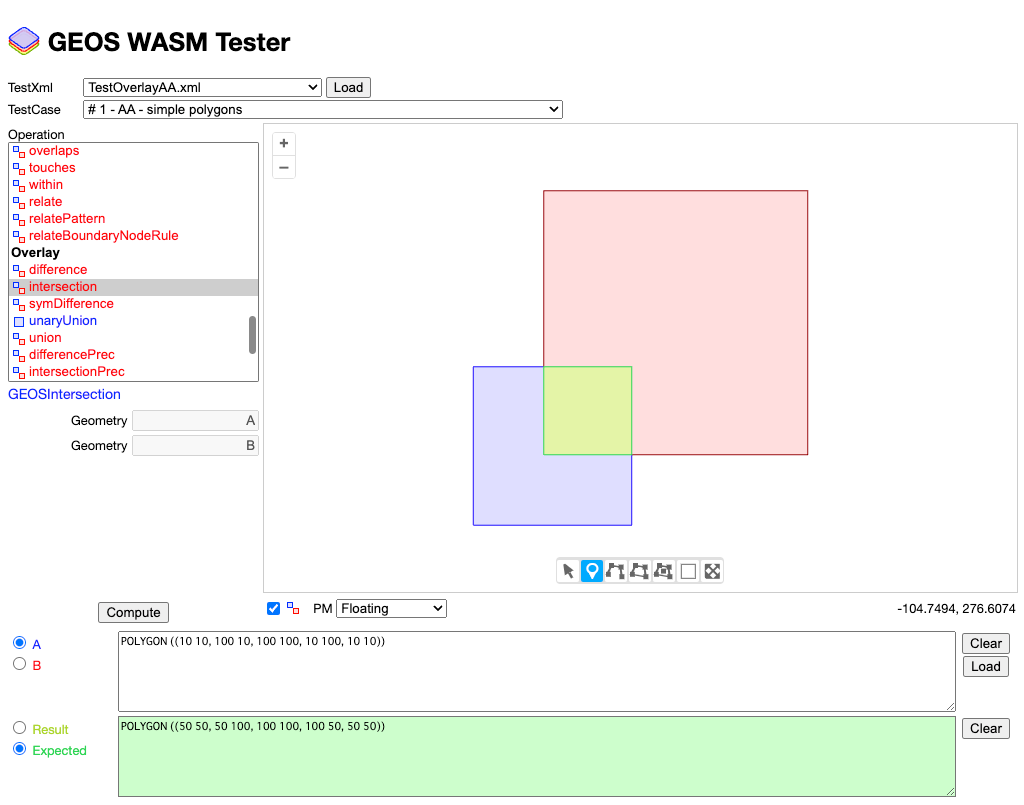 GEOS WASM Tester
TestXml TestOverlayAA.xml Load
TestCase # 1 - AA - simple polygons
Operation
overlaps
touches
within
relate
relatePattern
relateBoundaryNodeRule
Overlay
difference
intersection
symDifference
unaryUnion
union
differencePrec
intersectionPrec
GEOSIntersection
Geometry A
Geometry B
+
−
Compute PM Floating -104.7494, 276.6074
A
B
POLYGON ((10 10, 100 10, 100 100, 10 100, 10 10))
Clear
Load
Result
Expected
POLYGON ((50 50, 50 100, 100 100, 100 50, 50 50))
Clear